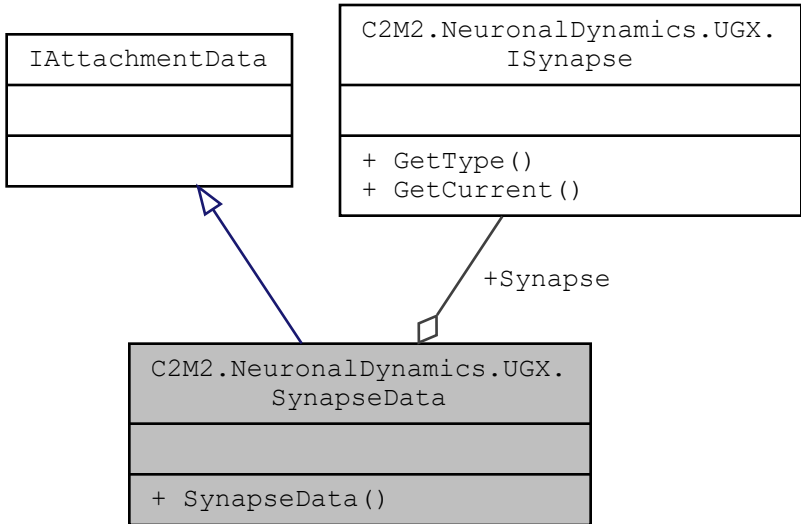 IAttachmentData
C2M2.NeuronalDynamics.UGX.
ISynapse
+ GetType()
+ GetCurrent()
+Synapse
C2M2.NeuronalDynamics.UGX.
SynapseData
+ SynapseData()